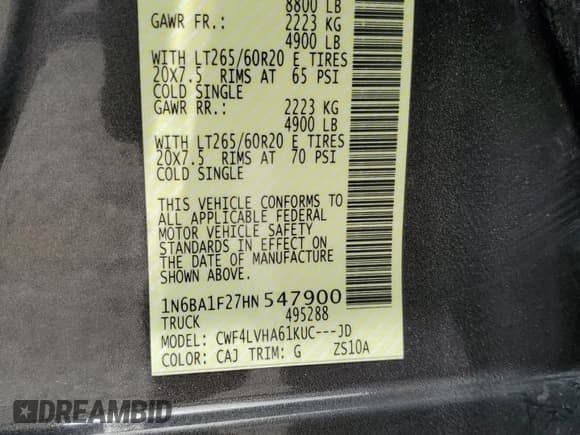 8800 LB
GAWR FR.: 2223 KG
4900 LB
WITH LT265/60R20 E TIRES
20X7.5 RIMS AT 65 PSI
COLD SINGLE
GAWR RR.: 2223 KG
4900 LB
WITH LT265/60R20 E TIRES
20X7.5 RIMS AT 70 PSI
COLD SINGLE
THIS VEHICLE CONFORMS TO
ALL APPLICABLE FEDERAL
MOTOR VEHICLE SAFETY
STANDARDS IN EFFECT ON
THE DATE OF MANUFACTURE
SHOWN ABOVE.
1N6BA1F27HN547900
TRUCK 495288
MODEL: CWF4LVHA61KUC---JD
COLOR: CAJ TRIM: G ZS10A
DREAMBID